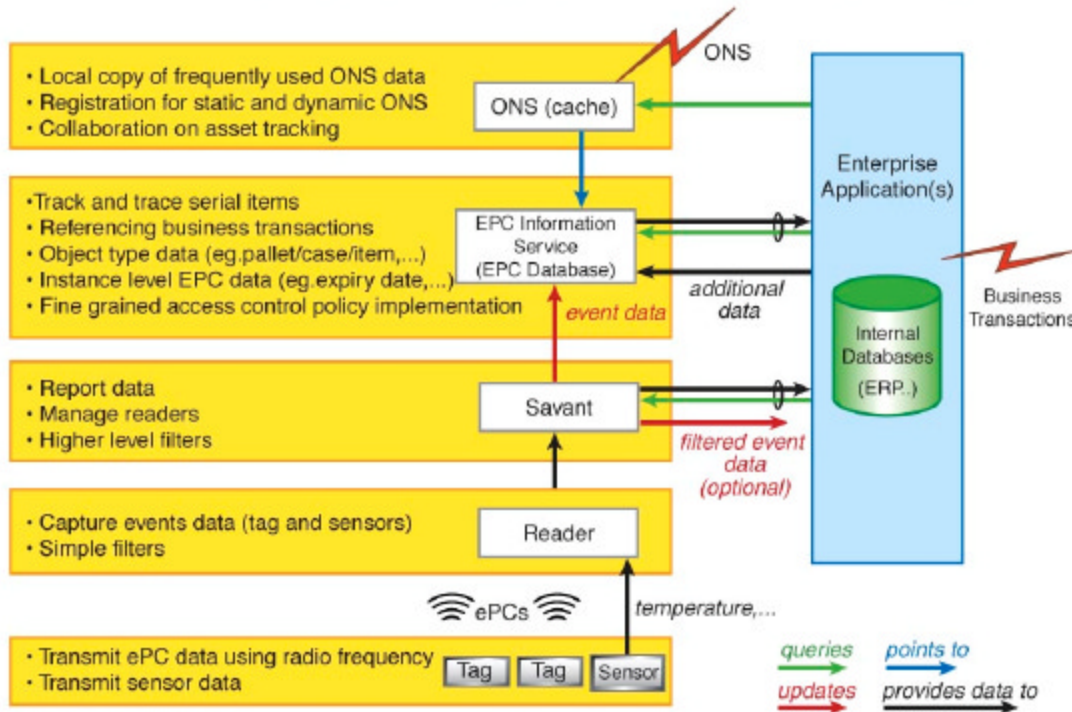 ONS
• Local copy of frequently used ONS data
• Registration for static and dynamic ONS
• Collaboration on asset tracking
ONS (cache)
Enterprise
Application(s)
•Track and trace serial items
• Referencing business transactions
• Object type data (eg.pallet/case/item,...)
• Instance level EPC data (eg.expiry date,...)
• Fine grained access control policy implementation
EPC Information
Service
(EPC Database)
event data
additional
data
Business
Transactions
Internal
Databases
(ERP..)
• Report data
• Manage readers
• Higher level filters
Savant
filtered event
data
(optional)
• Capture events data (tag and sensors)
• Simple filters
Reader
ePCs
temperature,...
• Transmit ePC data using radio frequency
• Transmit sensor data
Tag
Tag
Sensor
queries
points to
updates
provides data to